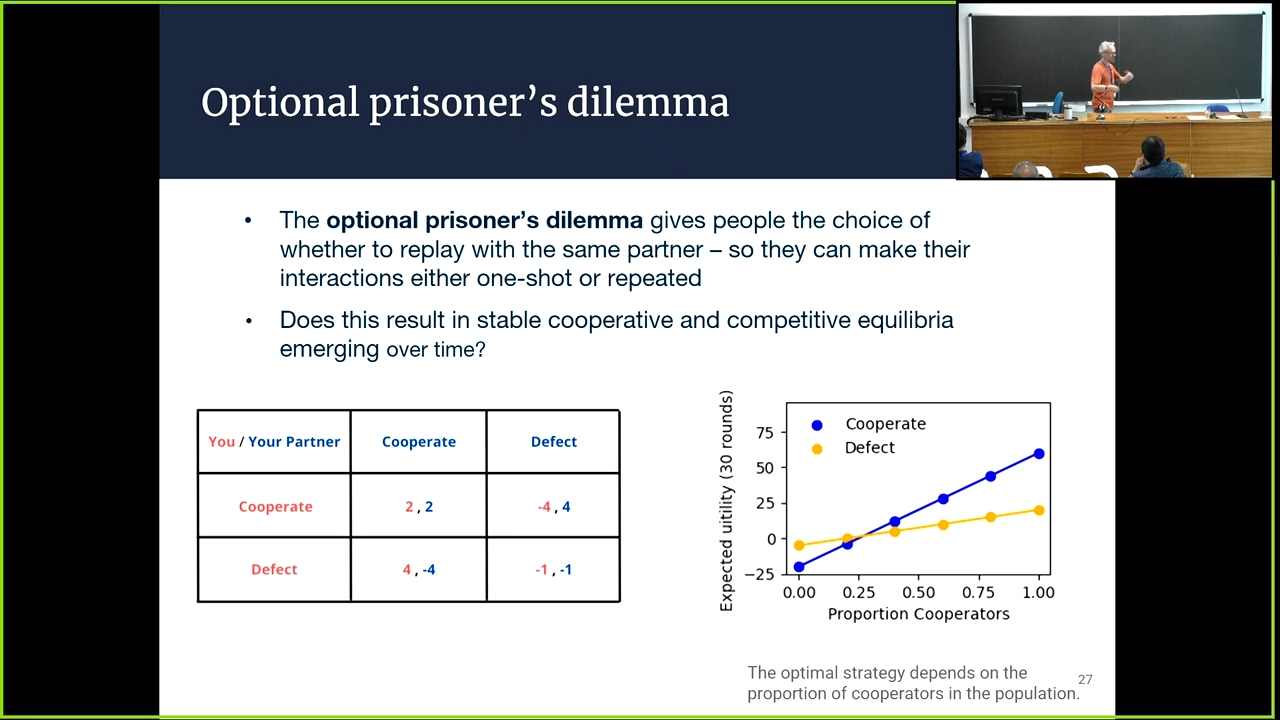 Optional prisoner's dilemma
• The optional prisoner's dilemma gives people the choice of
whether to replay with the same partner – so they can make their
interactions either one-shot or repeated
• Does this result in stable cooperative and competitive equilibria
emerging over time?
You / Your Partner Cooperate Defect
Cooperate 2 , 2 -4 , 4
Defect 4 , -4 -1 , -1
Expected uitility (30 rounds)
Cooperate
Defect
75
50
25
0
−25
0.00 0.25 0.50 0.75 1.00
Proportion Cooperators
The optimal strategy depends on the
proportion of cooperators in the population.
27